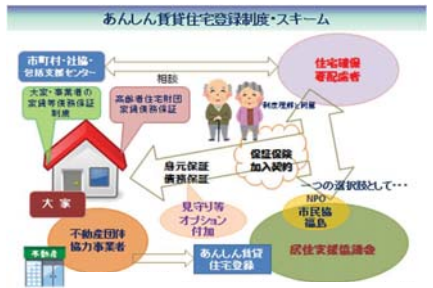 あんしん賃貸住宅登録制度・スキーム
市町村・社協・
包括支援センター
相談
住宅確保
要配慮者
大家・事業者の
家賃等債務保証
制度
高齢者住宅財団
家賃債務保証
制度理解と同意
保証保険
加入契約
身元保証
債務保証
一つの選択肢として・・・
大家
見守り等
オプション
付加
NPO
市民協
福島
不動産団体
協力事業者
不動産
あんしん賃貸
住宅登録
居住支援協議会